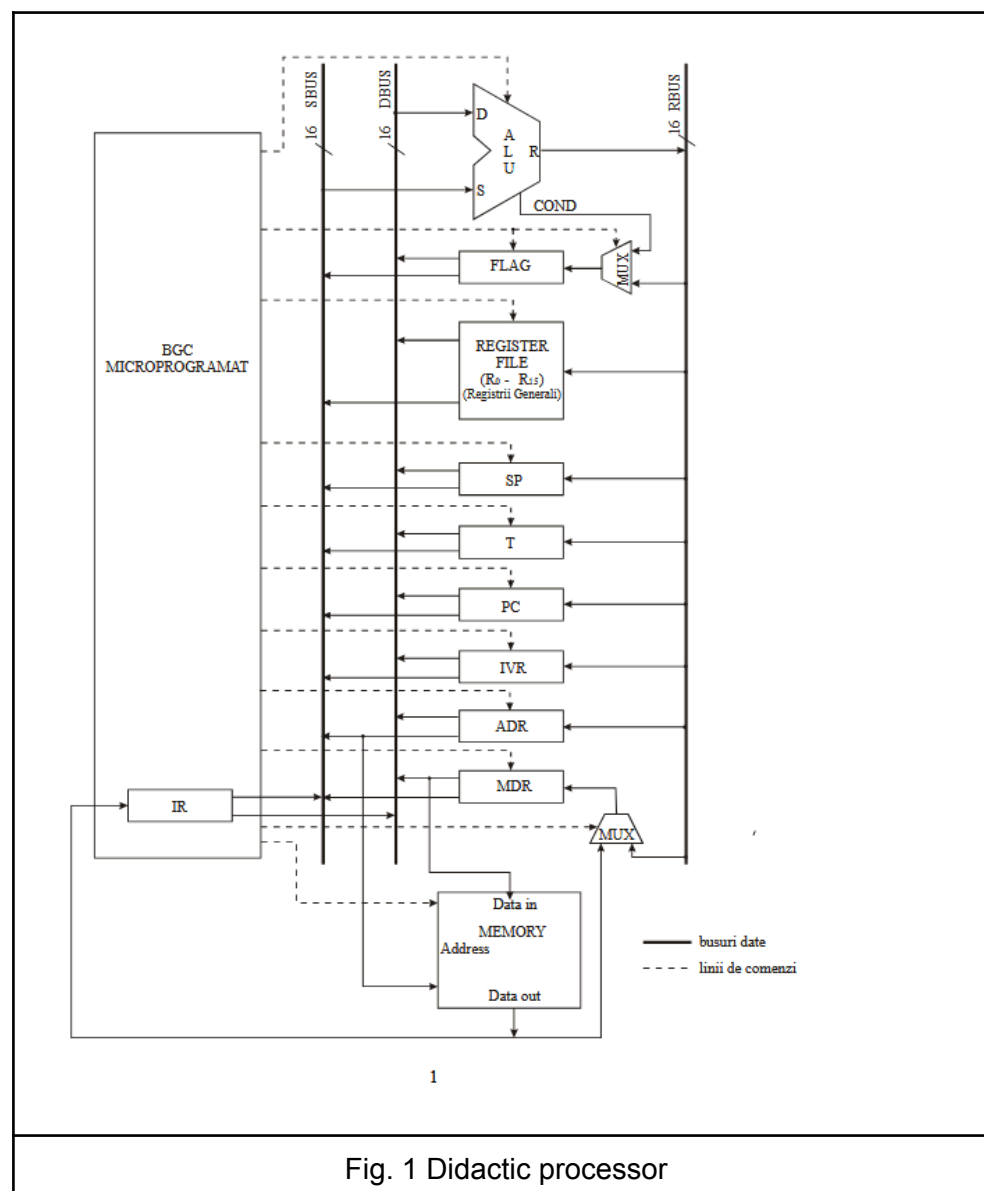 16 SBUS
16 DBUS
16 RBUS
D
ALU
R
S
COND
FLAG
MUX
BGC
MICROPROGRAMAT
REGISTER
FILE
(R0 - R15)
(Registrii Generali)
SP
T
PC
IVR
ADR
MDR
IR
MUX
Data in
MEMORY
Address
Data out
busuri date
linii de comenzi
1
Fig. 1 Didactic processor